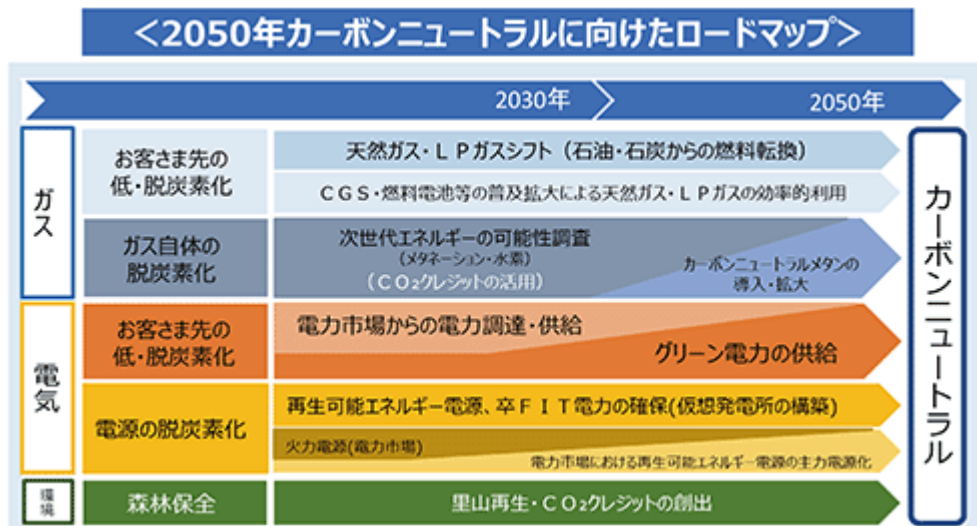 ＜2050年カーボンニュートラルに向けたロードマップ＞
2030年
2050年
ガス
お客さま先の
低・脱炭素化
天然ガス・ＬＰガスシフト（石油・石炭からの燃料転換）
ＣＧＳ・燃料電池等の普及拡大による天然ガス・ＬＰガスの効率的利用
ガス自体の
脱炭素化
次世代エネルギーの可能性調査
（メタネーション・水素）
（ＣＯ₂クレジットの活用）
カーボンニュートラルメタンの
導入・拡大
電気
お客さま先の
低・脱炭素化
電力市場からの電力調達・供給
グリーン電力の供給
電源の脱炭素化
再生可能エネルギー電源、卒ＦＩＴ電力の確保(仮想発電所の構築)
火力電源(電力市場)
電力市場における再生可能エネルギー電源の主力電源化
環境
森林保全
里山再生・ＣＯ₂クレジットの創出
カーボンニュートラル